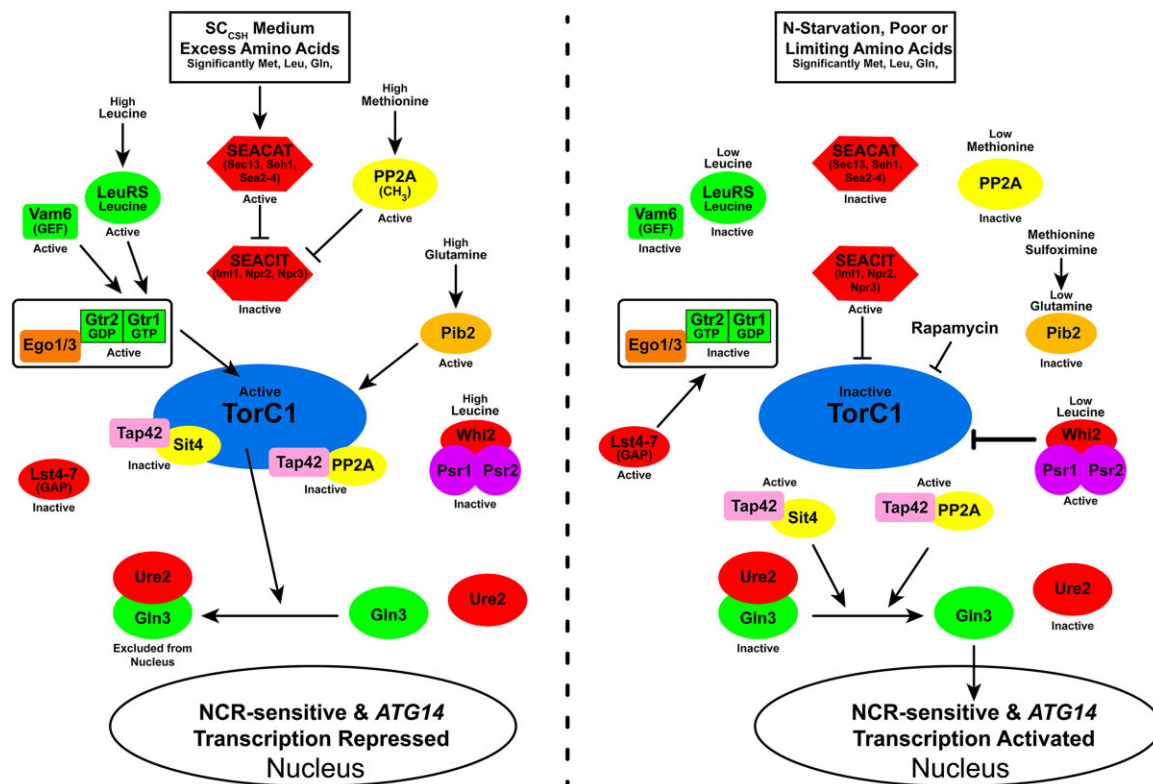 SC_CSH Medium
Excess Amino Acids
Significantly Met, Leu, Gln,
High
Leucine
High
Methionine
SEACAT
(Sec13, Seh1,
Sea2-4)
Active
LeuRS
Leucine
Active
PP2A
(CH3)
Active
Vam6
(GEF)
Active
SEACIT
(Iml1, Npr2, Npr3)
Inactive
High
Glutamine
Pib2
Active
Ego1/3
Gtr2
GDP
Gtr1
GTP
Active
Active
TorC1
Tap42
Sit4
Inactive
Tap42
PP2A
Inactive
High
Leucine
Whi2
Psr1
Psr2
Inactive
Lst4-7
(GAP)
Inactive
Ure2
Gln3
Excluded from
Nucleus
Gln3
Ure2
NCR-sensitive & ATG14
Transcription Repressed
Nucleus
N-Starvation, Poor or
Limiting Amino Acids
Significantly Met, Leu, Gln,
Low
Leucine
LeuRS
Leucine
Inactive
SEACAT
(Sec13, Seh1,
Sea2-4)
Inactive
Low
Methionine
PP2A
Inactive
Vam6
(GEF)
Inactive
SEACIT
(Iml1, Npr2,
Npr3)
Active
Methionine
Sulfoximine
Low
Glutamine
Pib2
Inactive
Rapamycin
Ego1/3
Gtr2
GTP
Gtr1
GDP
Inactive
Inactive
TorC1
Low
Leucine
Whi2
Psr1
Psr2
Active
Lst4-7
(GAP)
Active
Active
Tap42
Sit4
Active
Tap42
PP2A
Ure2
Gln3
Inactive
Gln3
Ure2
Inactive
NCR-sensitive & ATG14
Transcription Activated
Nucleus